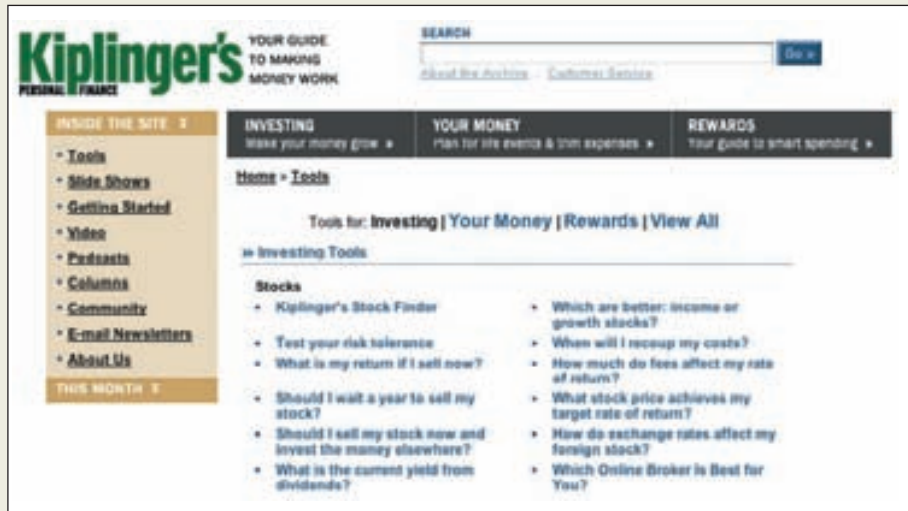 Kiplinger's
PERSONAL FINANCE
YOUR GUIDE
TO MAKING
MONEY WORK
SEARCH
Go »
About the Archive
Customer Service
INSIDE THE SITE
• Tools
• Slide Shows
• Getting Started
• Video
• Podcasts
• Columns
• Community
• E-mail Newsletters
• About Us
THIS MONTH
INVESTING
Make your money grow »
YOUR MONEY
Plan for life events & trim expenses »
REWARDS
Your guide to smart spending »
Home > Tools
Tools for: Investing | Your Money | Rewards | View All
» Investing Tools
Stocks
• Kiplinger's Stock Finder
• Test your risk tolerance
• What is my return if I sell now?
• Should I wait a year to sell my
stock?
• Should I sell my stock now and
invest the money elsewhere?
• What is the current yield from
dividends?
• Which are better: income or
growth stocks?
• When will I recoup my costs?
• How much do fees affect my rate
of return?
• What stock price achieves my
target rate of return?
• How do exchange rates affect my
foreign stock?
• Which Online Broker Is Best for
You?